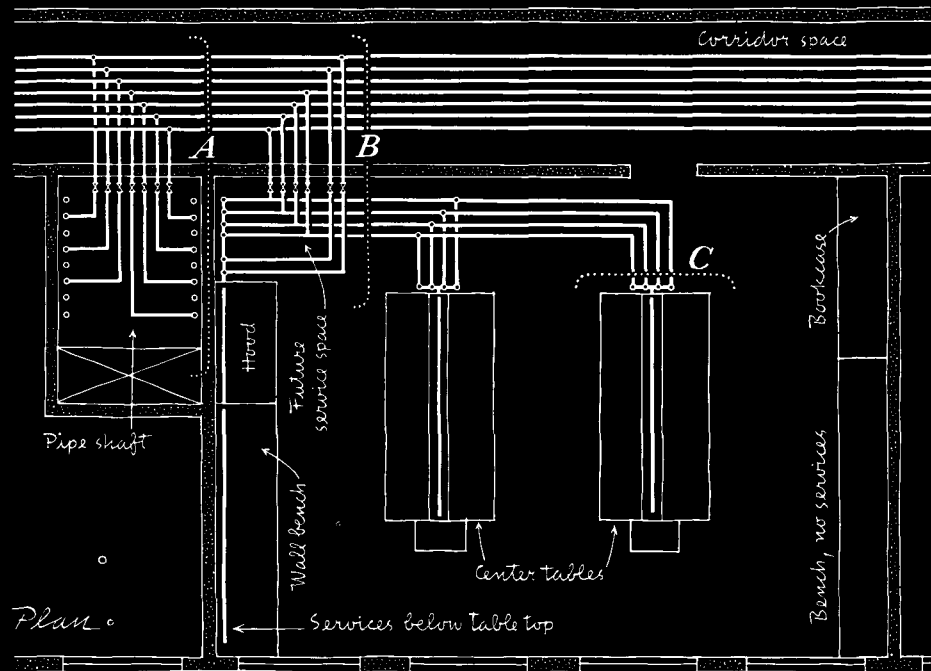 Corridor space
A
B
C
Hood
Future
service space
Bookcase
Pipe shaft
Wall bench
Bench, no services
Center tables
Plan
Services below table top